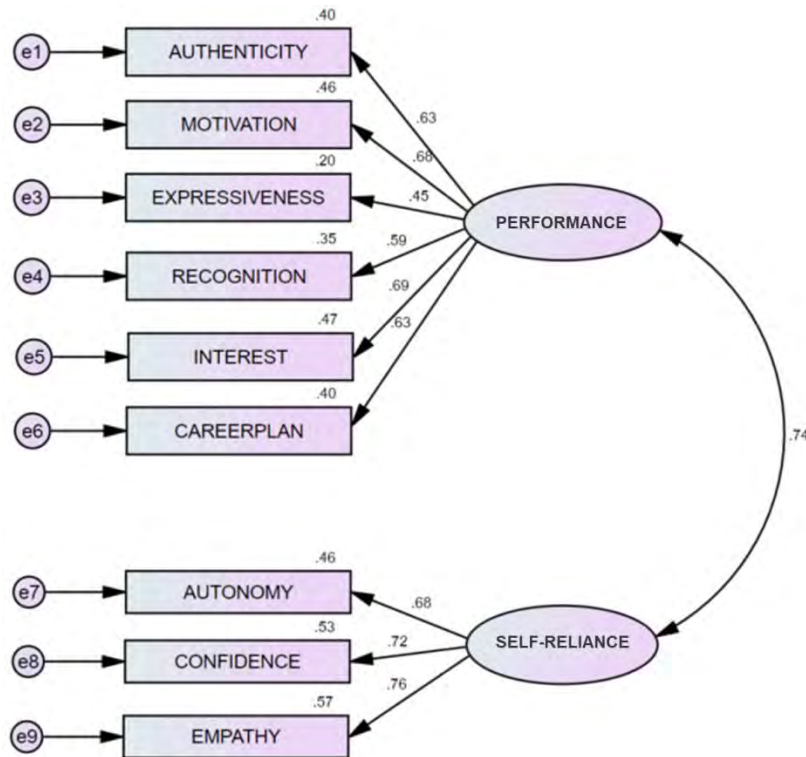 .40
e1
AUTHENTICITY
.46
.63
e2
MOTIVATION
.68
.20
e3
EXPRESSIVENESS
.45
PERFORMANCE
.35
.59
e4
RECOGNITION
.69
.47
.63
e5
INTEREST
.40
e6
CAREERPLAN
.74
.46
e7
AUTONOMY
.68
.53
e8
CONFIDENCE
.72
SELF-RELIANCE
.76
.57
e9
EMPATHY